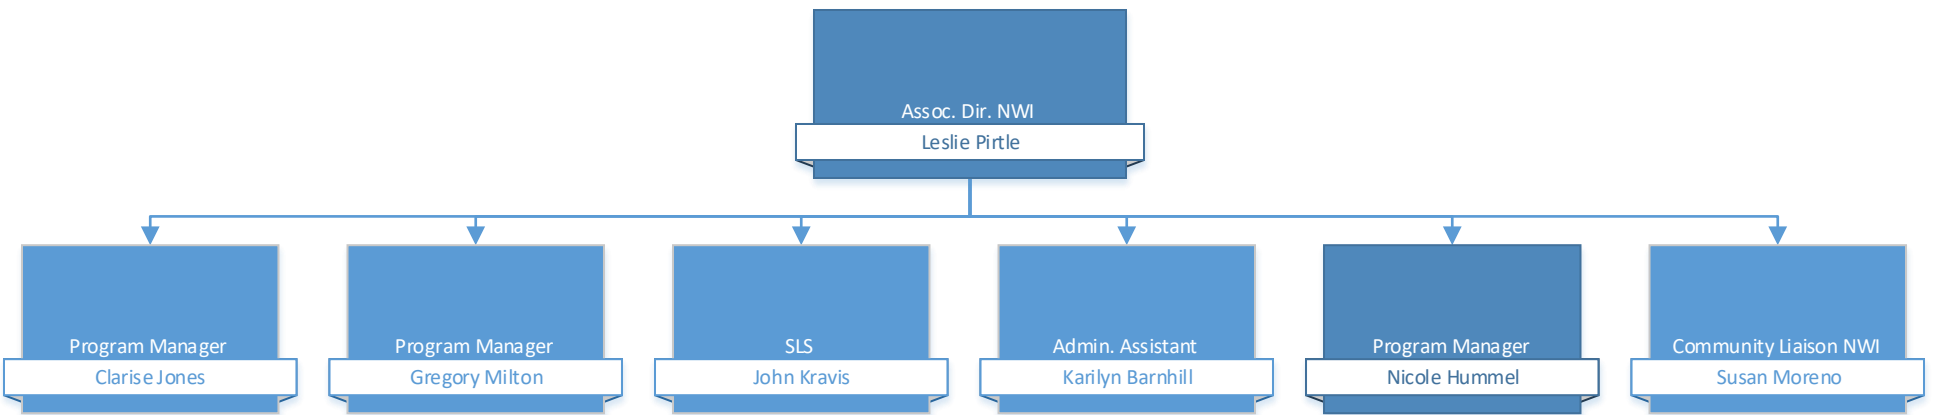 Assoc. Dir. NWI
Leslie Pirtle
Program Manager
Clarise Jones
Program Manager
Gregory Milton
SLS
John Kravis
Admin. Assistant
Karilyn Barnhill
Program Manager
Nicole Hummel
Community Liaison NWI
Susan Moreno